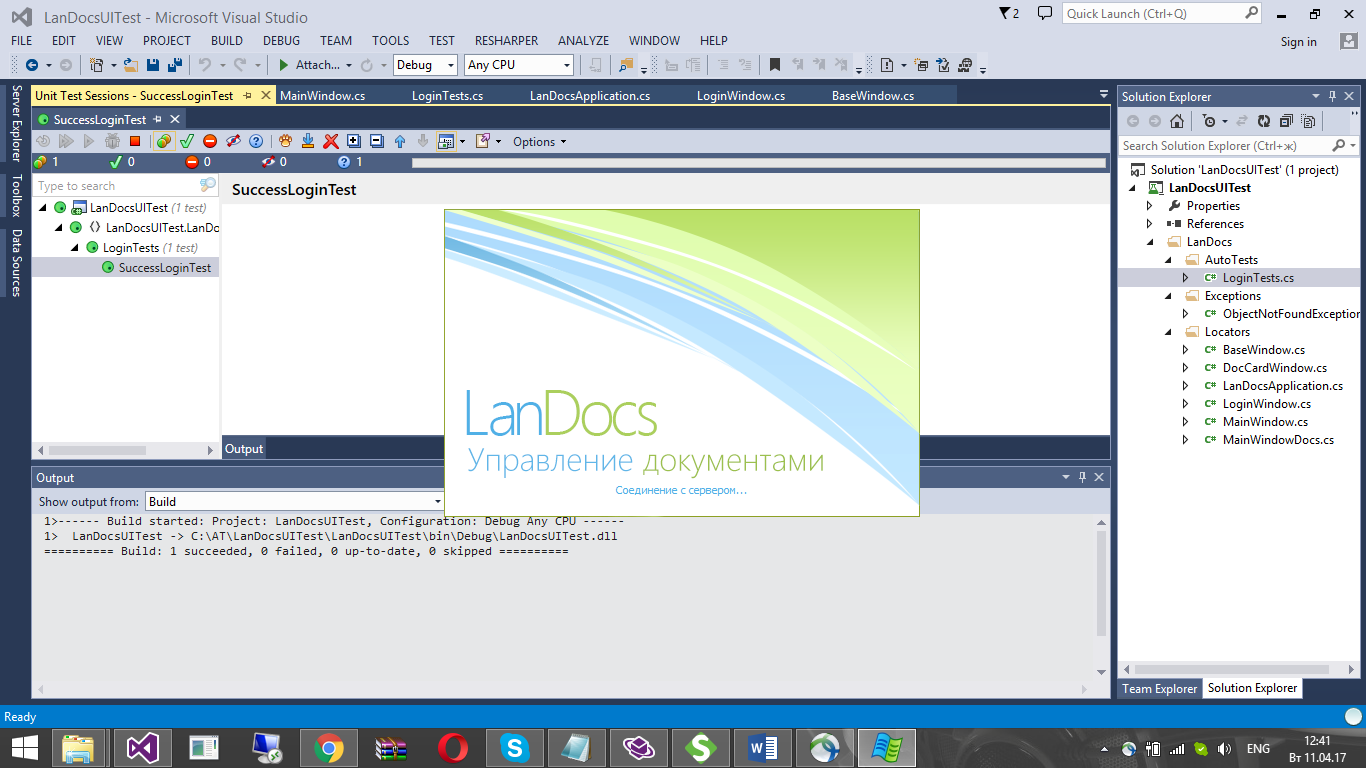 LanDocsUITest - Microsoft Visual Studio
2
Quick Launch (Ctrl+Q)
FILE EDIT VIEW PROJECT BUILD DEBUG TEAM TOOLS TEST RESHARPER ANALYZE WINDOW HELP
Sign in
Attach... Debug Any CPU
Server Explorer
Toolbox
Data Sources
Unit Test Sessions - SuccessLoginTest MainWindow.cs LoginTests.cs LanDocsApplication.cs LoginWindow.cs BaseWindow.cs
SuccessLoginTest
Options
1 0 0 0 1
Type to search
SuccessLoginTest
LanDocsUITest (1 test)
LanDocsUITest.LanDo
LoginTests (1 test)
SuccessLoginTest
LanDocs
Управление документами
Соединение с сервером...
Output
Output
Show output from: Build
1>------ Build started: Project: LanDocsUITest, Configuration: Debug Any CPU ------
1> LanDocsUITest -> C:\AT\LanDocsUITest\LanDocsUITest\bin\Debug\LanDocsUITest.dll
========== Build: 1 succeeded, 0 failed, 0 up-to-date, 0 skipped ==========
Solution Explorer
Search Solution Explorer (Ctrl+ж)
Solution 'LanDocsUITest' (1 project)
LanDocsUITest
Properties
References
LanDocs
AutoTests
LoginTests.cs
Exceptions
ObjectNotFoundException
Locators
BaseWindow.cs
DocCardWindow.cs
LanDocsApplication.cs
LoginWindow.cs
MainWindow.cs
MainWindowDocs.cs
Team Explorer Solution Explorer
Ready
ENG
12:41
Вт 11.04.17